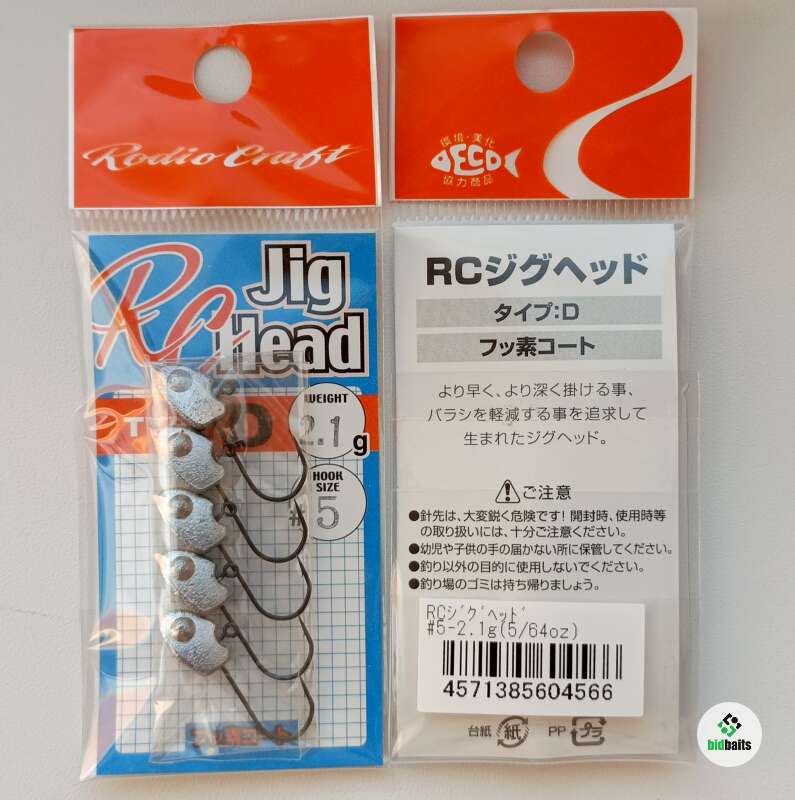 Rodio Craft
RC
Jig
Head
WEIGHT
2.1g
HOOK
SIZE
#5
フッ素コート
環境・美化
ECO
協力商品
RCジグヘッド
タイプ:D
フッ素コート
より早く、より深く掛ける事、
バラシを軽減する事を追求して
生まれたジグヘッド。
ご注意
●針先は、大変鋭く危険です!開封時、使用時等
の取り扱いには、十分ご注意ください。
●幼児や子供の手の届かない所に保管してください。
●釣り以外の目的に使用しないでください。
●釣り場のゴミは持ち帰りましょう。
RCジグヘッド
#5-2.1g(5/64oz)
4571385604566
台紙 紙 PP プラ
bidbaits